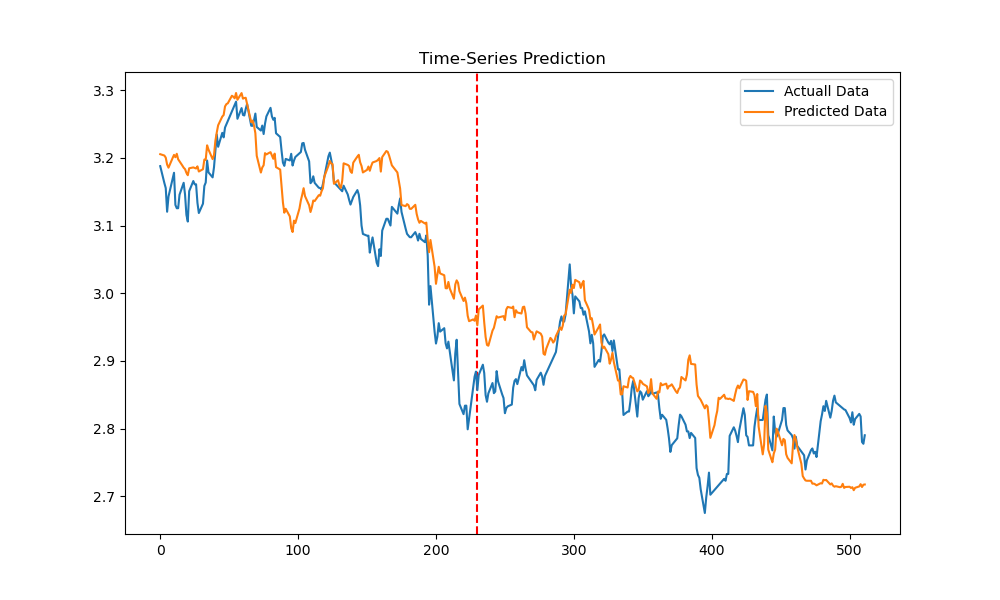 Time-Series Prediction
Actuall Data
Predicted Data
3.3
3.2
3.1
3.0
2.9
2.8
2.7
0 100 200 300 400 500